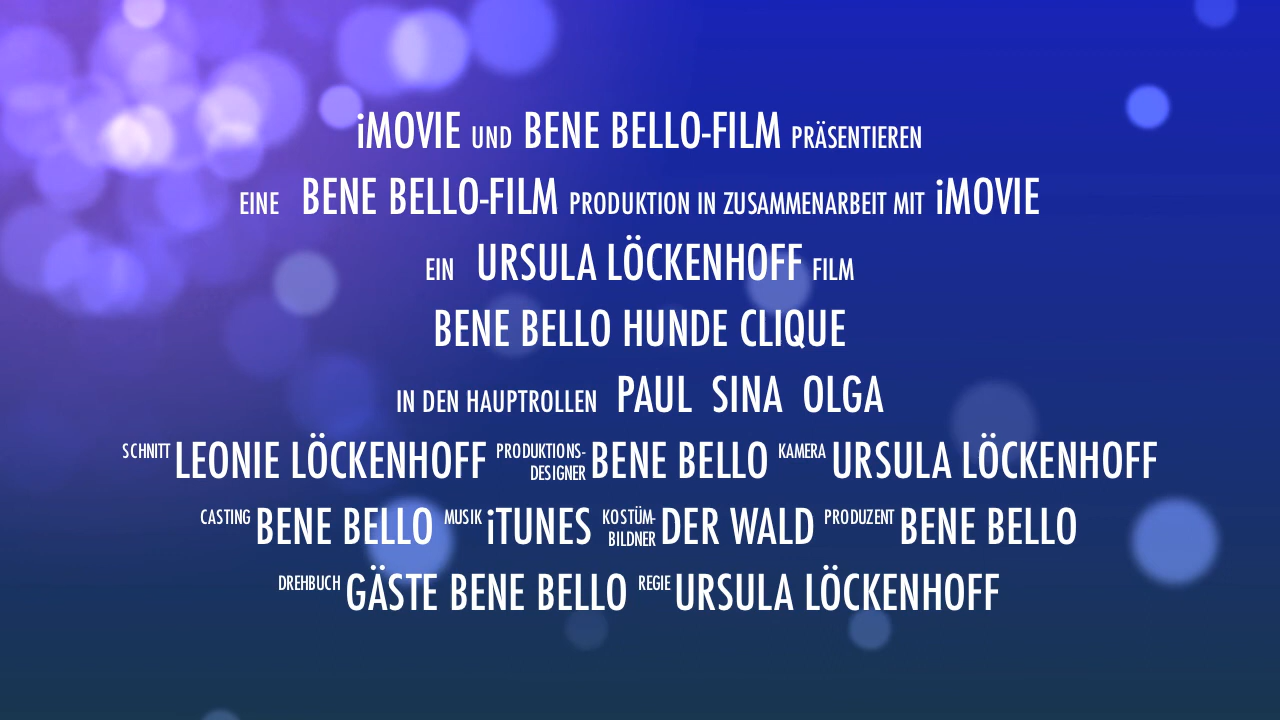 iMOVIE UND BENE BELLO-FILM PRÄSENTIEREN
EINE BENE BELLO-FILM PRODUKTION IN ZUSAMMENARBEIT MIT iMOVIE
EIN URSULA LÖCKENHOFF FILM
BENE BELLO HUNDE CLIQUE
IN DEN HAUPTROLLEN PAUL SINA OLGA
SCHNITT LEONIE LÖCKENHOFF PRODUKTIONS-DESIGNER BENE BELLO KAMERA URSULA LÖCKENHOFF
CASTING BENE BELLO MUSIK iTUNES KOSTÜM-BILDNER DER WALD PRODUZENT BENE BELLO
DREHBUCH GÄSTE BENE BELLO REGIE URSULA LÖCKENHOFF